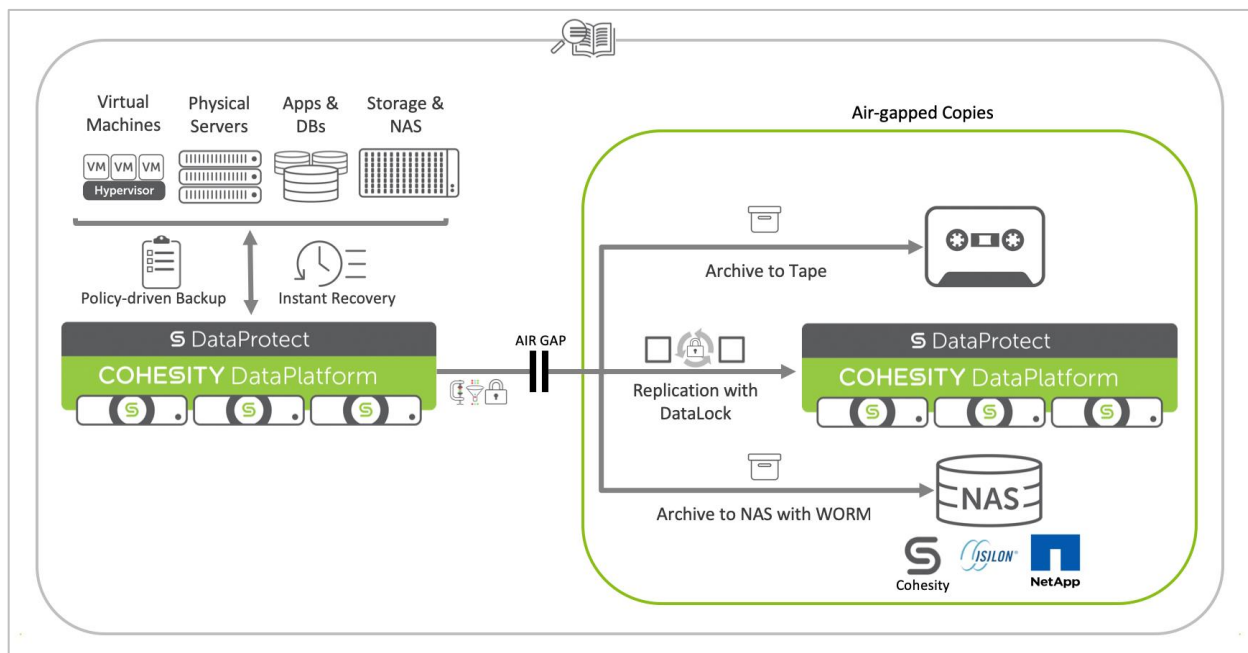 Virtual
Machines
Physical
Servers
Apps &
DBs
Storage &
NAS
Air-gapped Copies
VM VM VM
Hypervisor
Policy-driven Backup
Instant Recovery
Archive to Tape
DataProtect
COHESITY DataPlatform
AIR GAP
Replication with
DataLock
DataProtect
COHESITY DataPlatform
Archive to NAS with WORM
NAS
Cohesity
ISILON®
NetApp